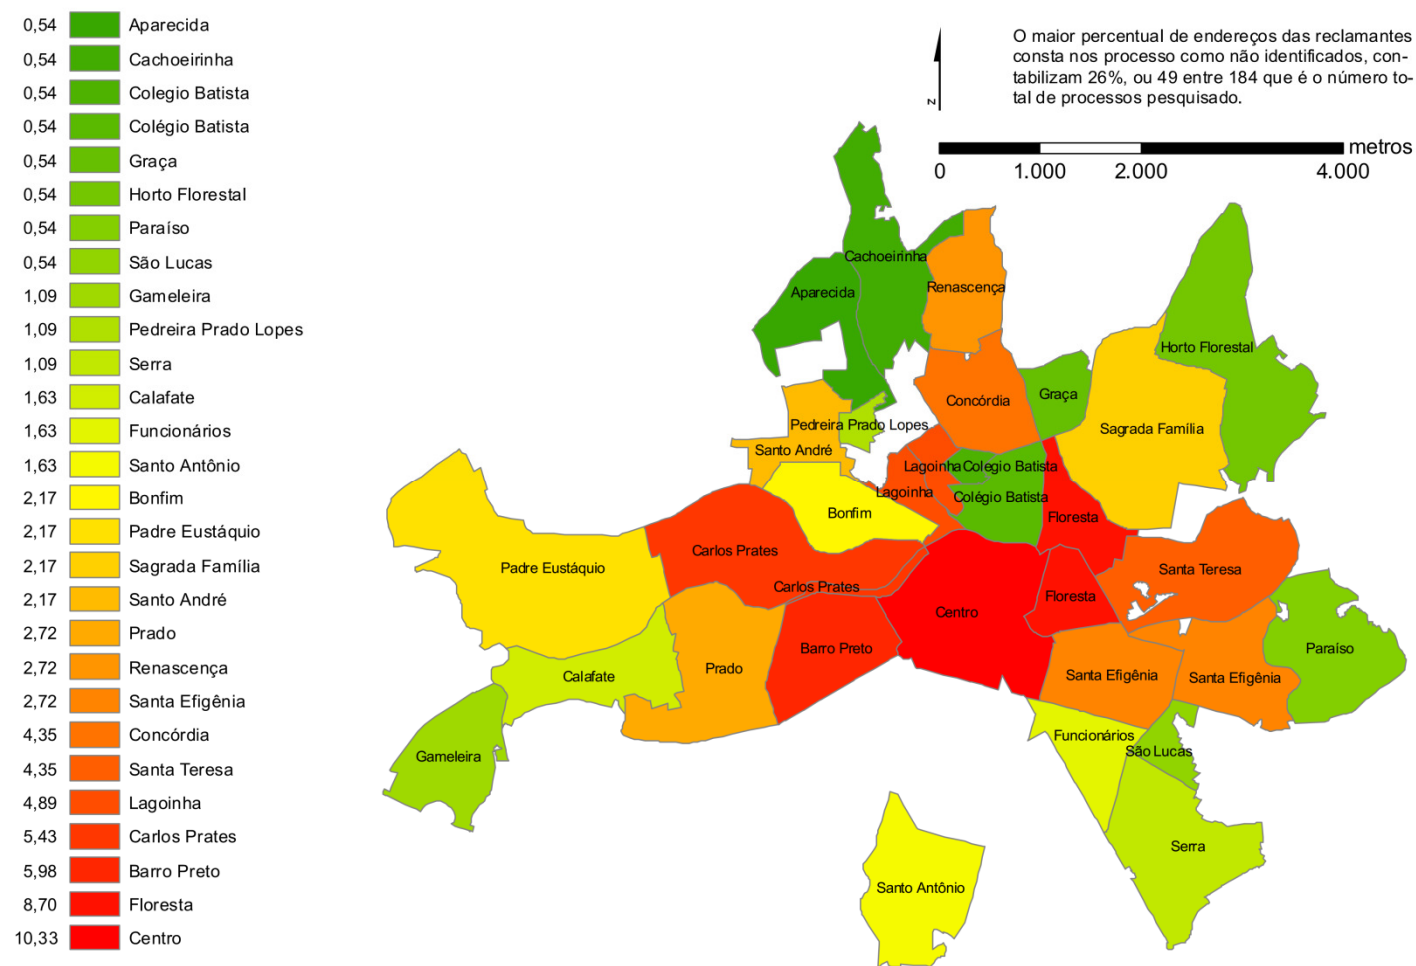 0,54 Aparecida
0,54 Cachoeirinha
0,54 Colegio Batista
0,54 Colégio Batista
0,54 Graça
0,54 Horto Florestal
0,54 Paraíso
0,54 São Lucas
1,09 Gameleira
1,09 Pedreira Prado Lopes
1,09 Serra
1,63 Calafate
1,63 Funcionários
1,63 Santo Antônio
2,17 Bonfim
2,17 Padre Eustáquio
2,17 Sagrada Família
2,17 Santo André
2,72 Prado
2,72 Renascença
2,72 Santa Efigênia
4,35 Concórdia
4,35 Santa Teresa
4,89 Lagoinha
5,43 Carlos Prates
5,98 Barro Preto
8,70 Floresta
10,33 Centro
O maior percentual de endereços das reclamantes
consta nos processo como não identificados, con-
tabilizam 26%, ou 49 entre 184 que é o número to-
tal de processos pesquisado.
N
metros
0 1.000 2.000 4.000
Cachoeirinha
Renascença
Aparecida
Horto Florestal
Graça
Concórdia
Pedreira Prado Lopes
Sagrada Família
Santo André
Lagoinha
Colegio Batista
Lagoinha
Colégio Batista
Bonfim
Floresta
Carlos Prates
Padre Eustáquio
Santa Teresa
Carlos Prates
Floresta
Centro
Barro Preto
Paraíso
Prado
Calafate
Santa Efigênia
Santa Efigênia
Funcionários
São Lucas
Gameleira
Serra
Santo Antônio